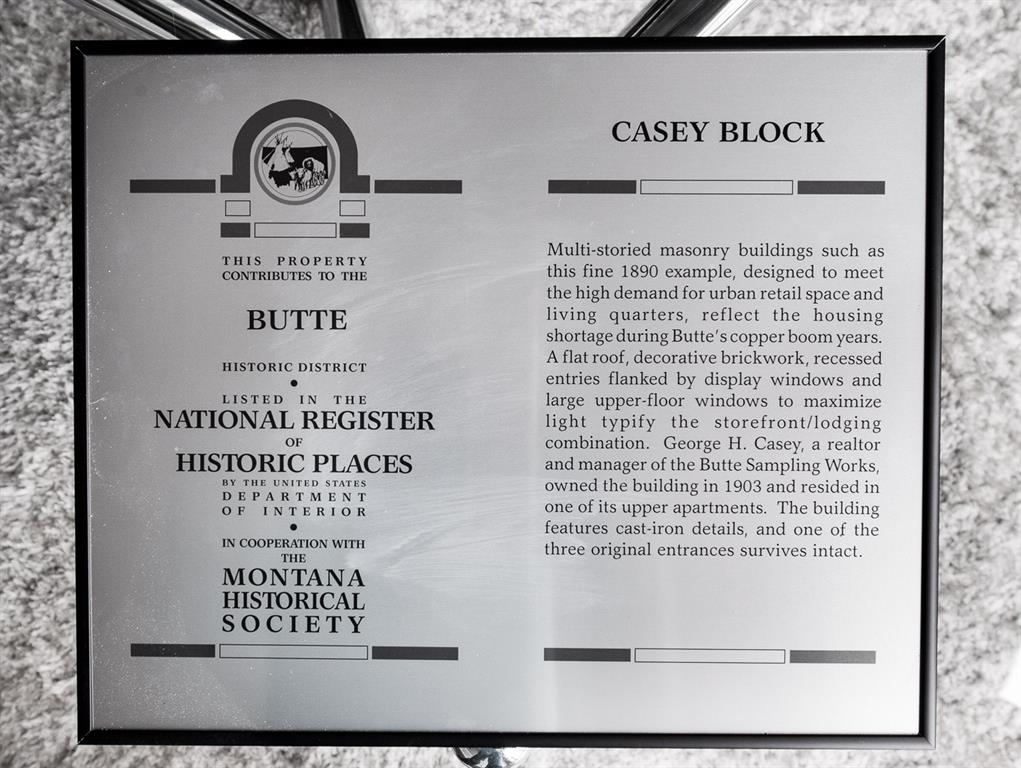 THIS PROPERTY
CONTRIBUTES TO THE
BUTTE
HISTORIC DISTRICT
•
LISTED IN THE
NATIONAL REGISTER
OF
HISTORIC PLACES
BY THE UNITED STATES
DEPARTMENT
OF INTERIOR
•
IN COOPERATION WITH
THE
MONTANA
HISTORICAL
SOCIETY
CASEY BLOCK
Multi-storied masonry buildings such as
this fine 1890 example, designed to meet
the high demand for urban retail space and
living quarters, reflect the housing
shortage during Butte's copper boom years.
A flat roof, decorative brickwork, recessed
entries flanked by display windows and
large upper-floor windows to maximize
light typify the storefront/lodging
combination. George H. Casey, a realtor
and manager of the Butte Sampling Works,
owned the building in 1903 and resided in
one of its upper apartments. The building
features cast-iron details, and one of the
three original entrances survives intact.